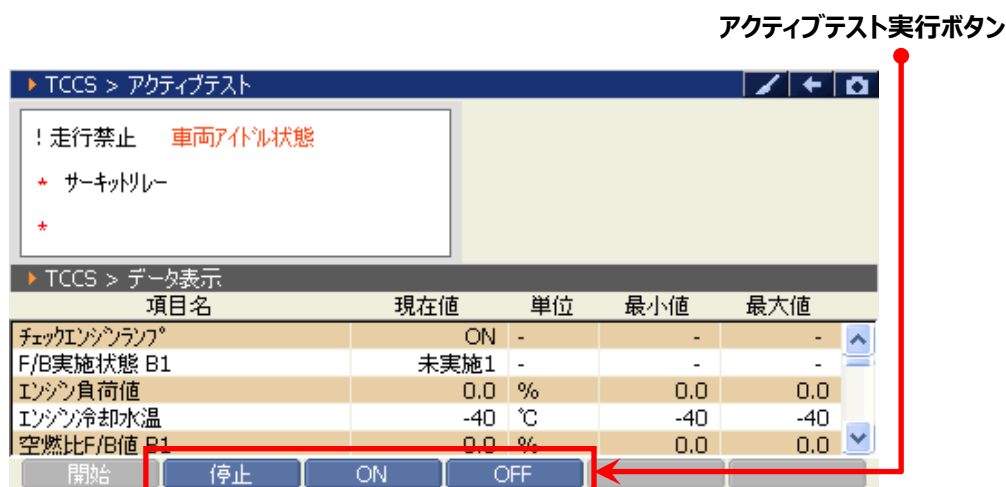 アクティブテスト実行ボタン
TCCS > アクティブテスト
! 走行禁止 車両ｱｲﾄﾞﾙ状態
* ｻｰｷｯﾄﾘﾚｰ
*
TCCS > データ表示
項目名 現在値 単位 最小値 最大値
ﾁｪｯｸｴﾝｼﾞﾝﾗﾝﾌﾟ ON - - -
F/B実施状態 B1 未実施1 - - -
ｴﾝｼﾞﾝ負荷値 0.0 % 0.0 0.0
ｴﾝｼﾞﾝ冷却水温 -40 ℃ -40 -40
空燃比F/B値 B1 0.0 % 0.0 0.0
開始 停止 ON OFF